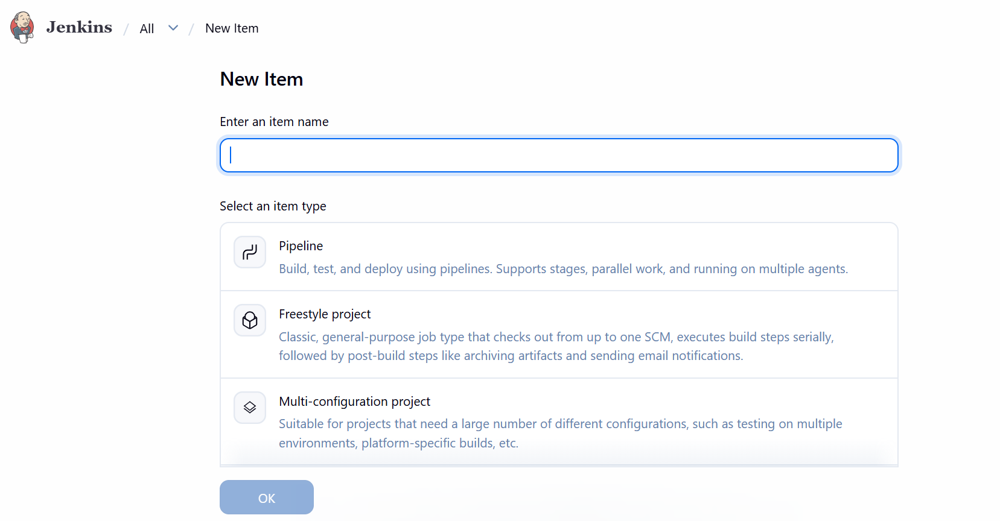 Jenkins / All / New Item
New Item
Enter an item name
Select an item type
Pipeline
Build, test, and deploy using pipelines. Supports stages, parallel work, and running on multiple agents.
Freestyle project
Classic, general-purpose job type that checks out from up to one SCM, executes build steps serially,
followed by post-build steps like archiving artifacts and sending email notifications.
Multi-configuration project
Suitable for projects that need a large number of different configurations, such as testing on multiple
environments, platform-specific builds, etc.
OK